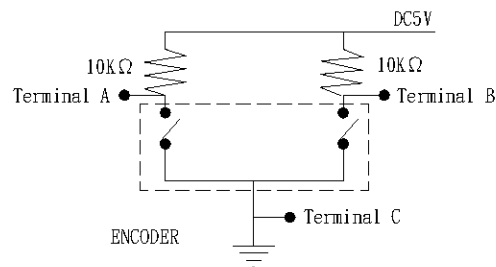 DC5V
10KΩ
10KΩ
Terminal A
Terminal B
Terminal C
ENCODER